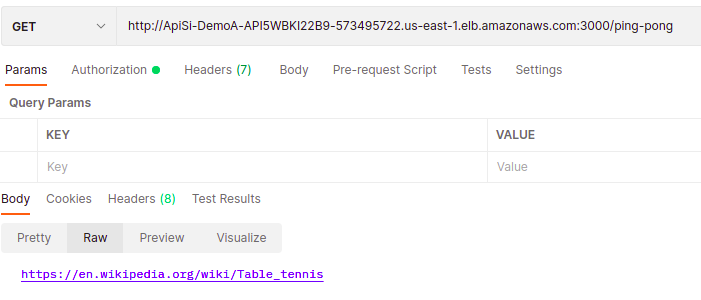 GET http://ApiSi-DemoA-API5WBKI22B9-573495722.us-east-1.elb.amazonaws.com:3000/ping-pong
Params Authorization Headers (7) Body Pre-request Script Tests Settings
Query Params
KEY VALUE
Key Value
Body Cookies Headers (8) Test Results
Pretty Raw Preview Visualize
https://en.wikipedia.org/wiki/Table_tennis